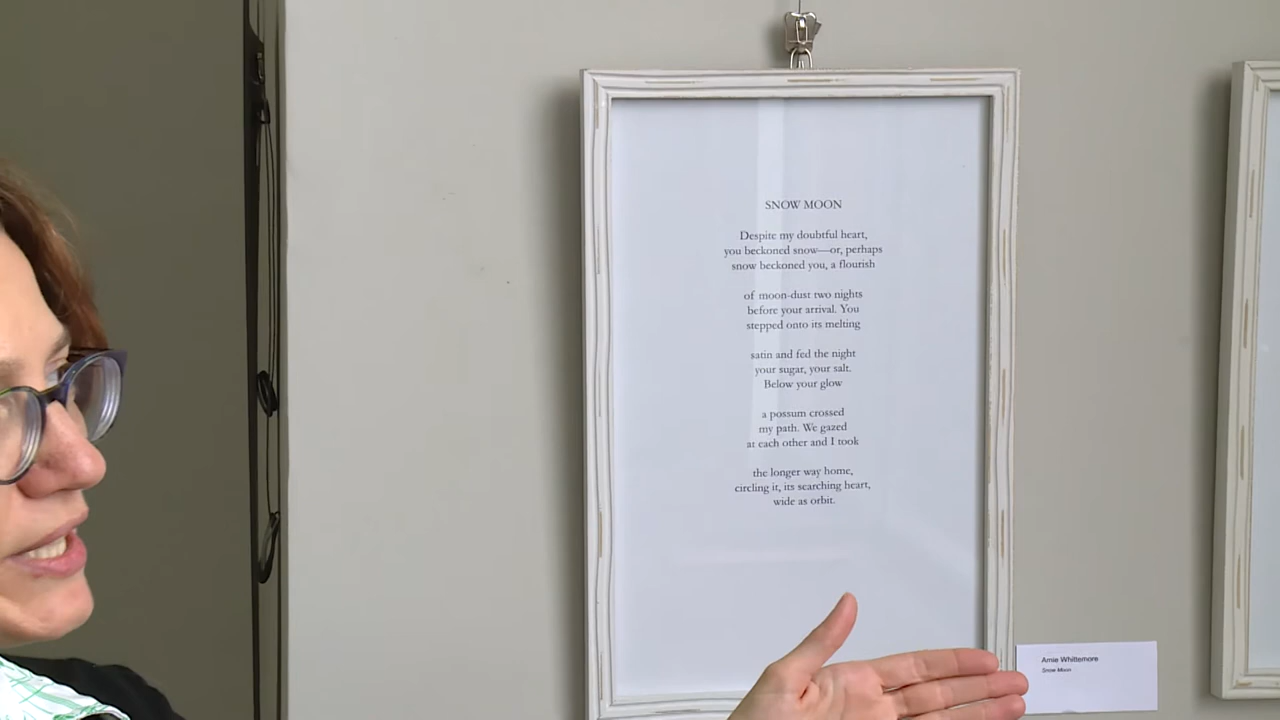 SNOW MOON
Despite my doubtful heart,
you beckoned snow—or, perhaps
snow beckoned you, a flourish
of moon-dust two nights
before your arrival. You
stepped onto its melting
satin and fed the night
your sugar, your salt.
Below your glow
a possum crossed
my path. We gazed
at each other and I took
the longer way home,
circling it, its searching heart,
wide as orbit.
Amie Whittemore
Snow Moon